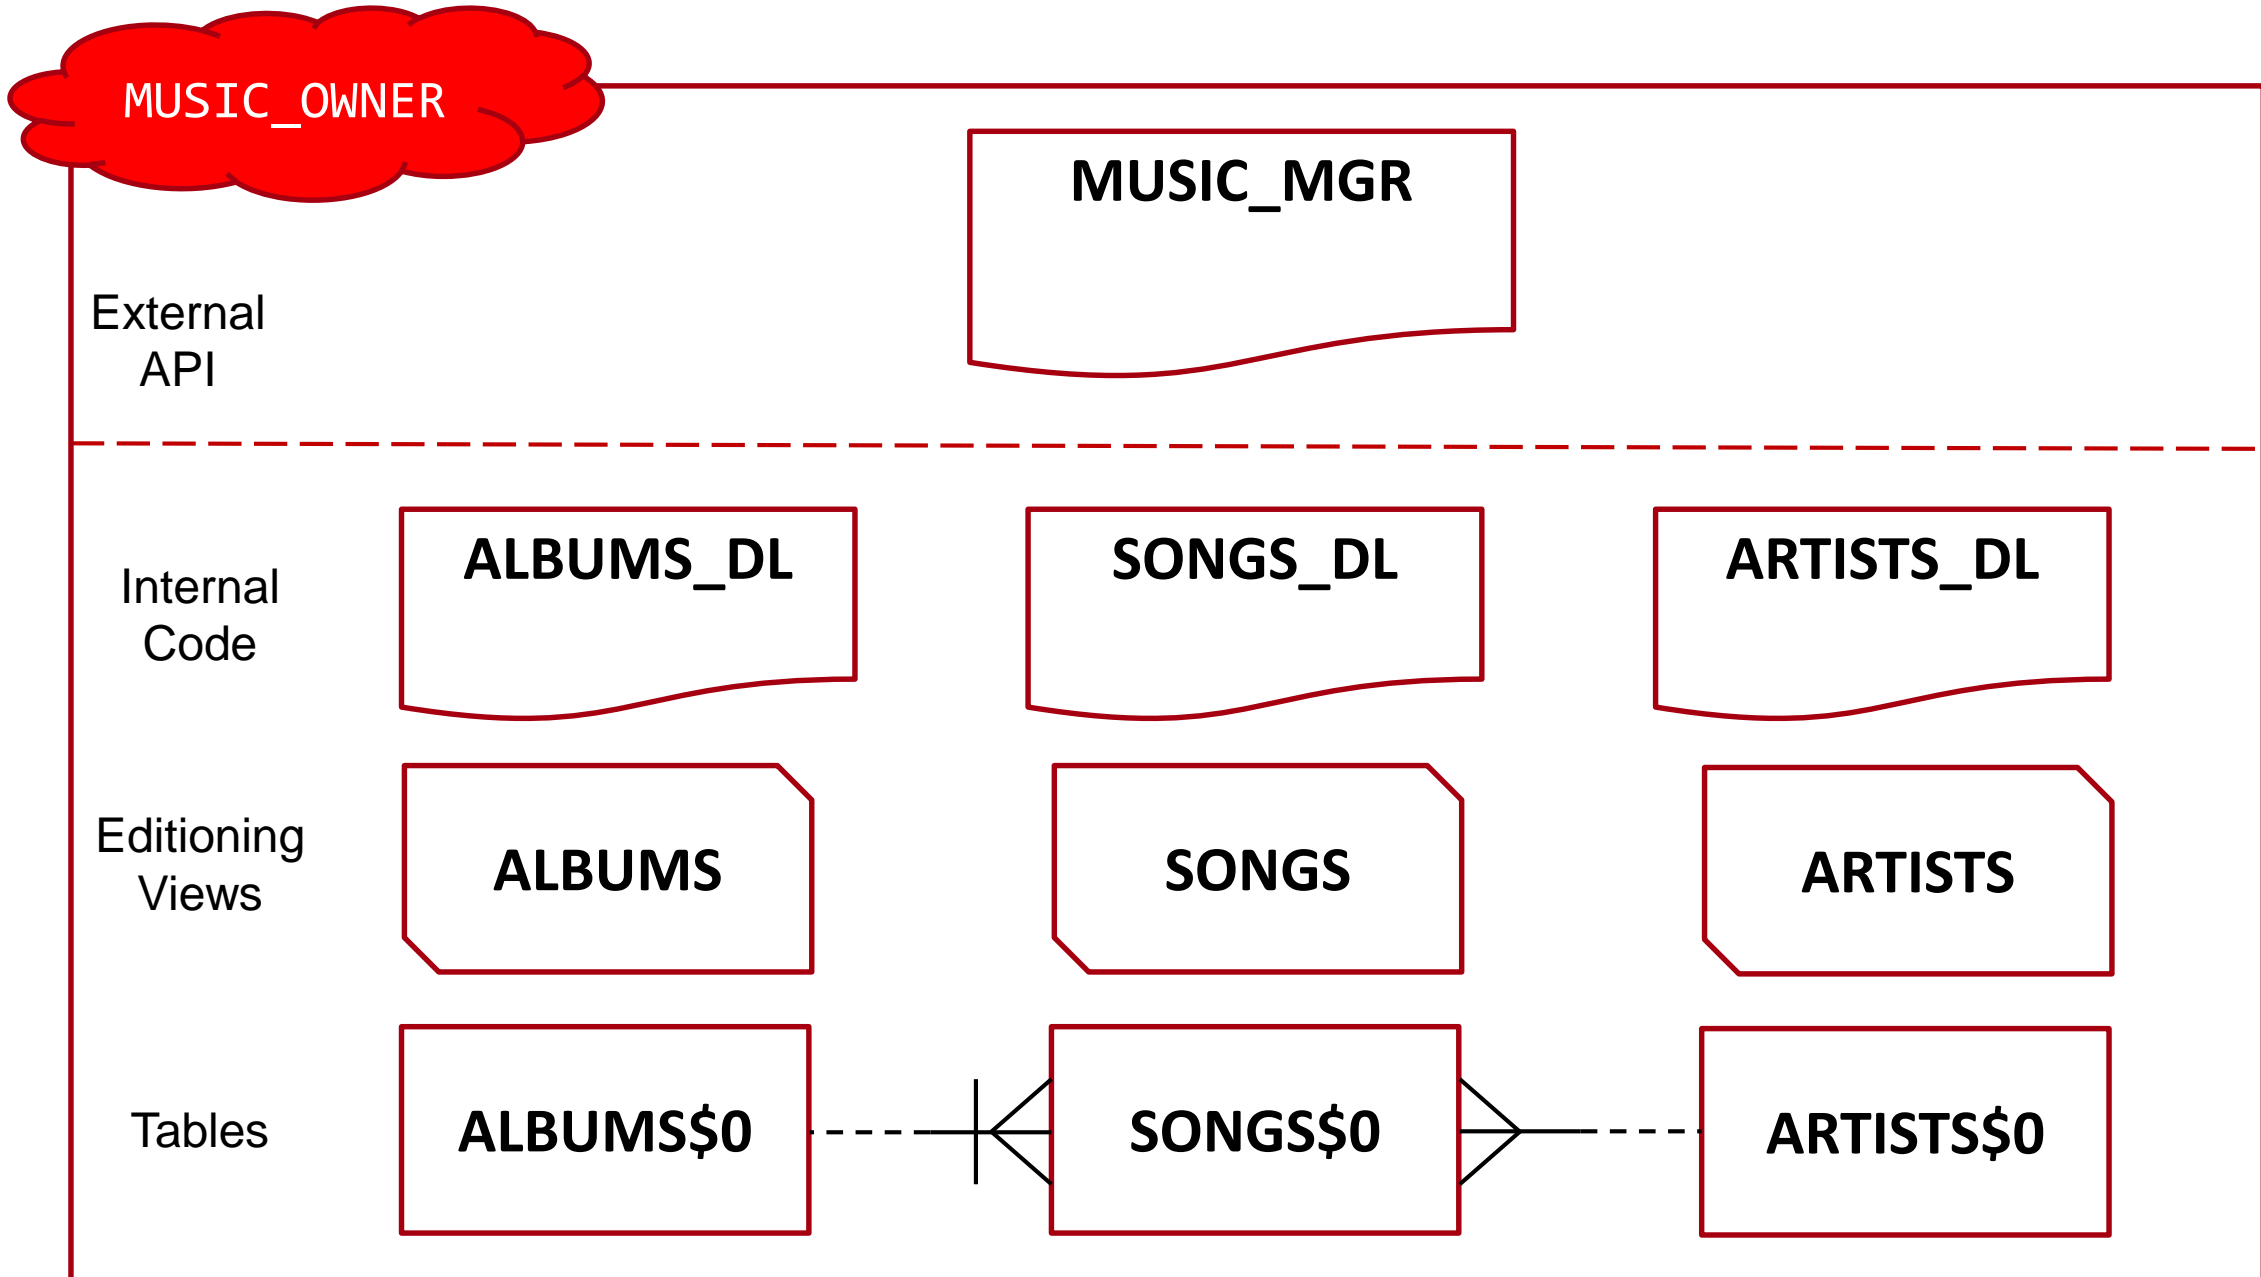 MUSIC_OWNER
MUSIC_MGR
External
API
ALBUMS_DL
SONGS_DL
ARTISTS_DL
Internal
Code
Editioning
Views
ALBUMS
SONGS
ARTISTS
Tables
ALBUMS$0
SONGS$0
ARTISTS$0